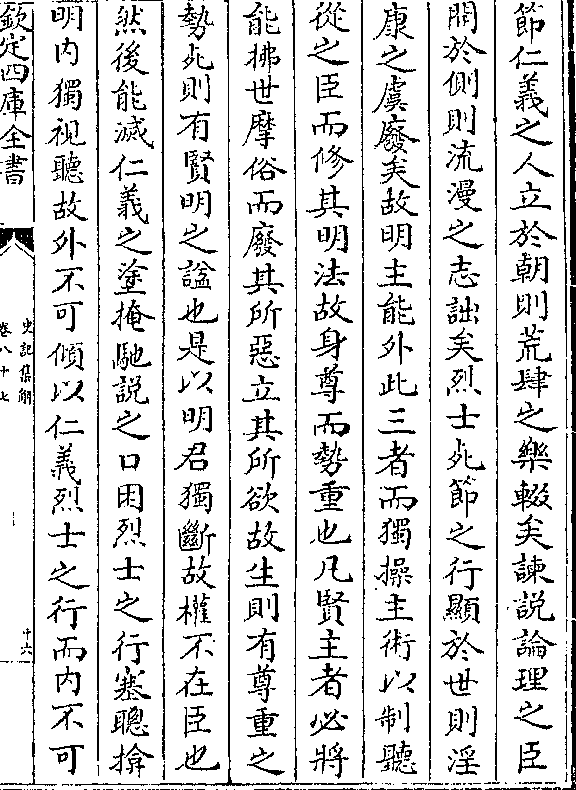 節仁義之人立於朝則荒肆之樂輟矣諫説論理之臣
間於側則流漫之志詘矣烈士死節之行顯於世則淫
康之虞廢矣故明主能外此三者而獨操主術以制聽
從之臣而修其明法故身尊而勢重也凡賢主者必將
能拂世摩俗而廢其所惡立其所欲故生則有尊重之
勢死則有賢明之諡也是以明君獨斷故權不在臣也
然後能滅仁義之塗掩馳説之口困烈士之行塞聰揜
明内獨視聽故外不可傾以仁義烈士之行而内不可
欽定四庫全書
史記集解
卷八十七
十六